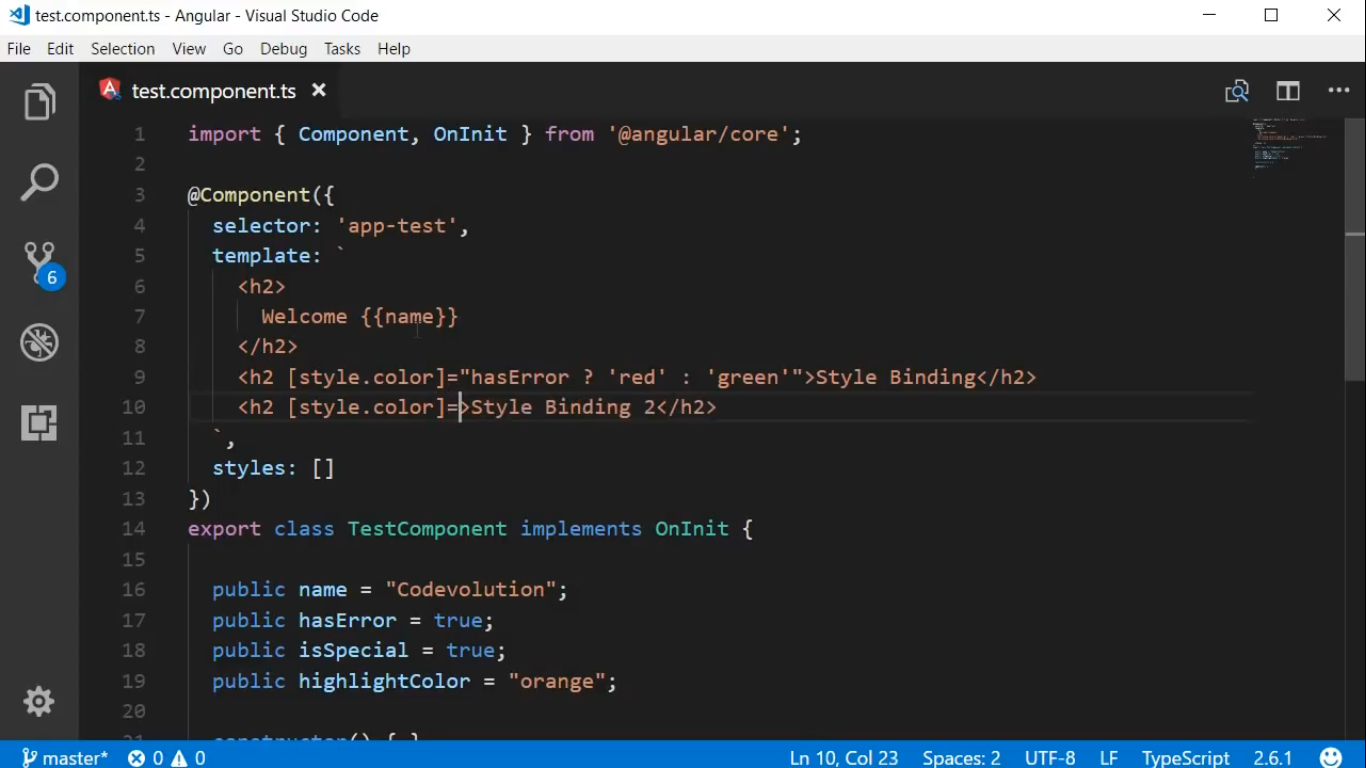 test.component.ts - Angular - Visual Studio Code
File Edit Selection View Go Debug Tasks Help
test.component.ts
1 import { Component, OnInit } from '@angular/core';
2
3 @Component({
4 selector: 'app-test',
5 template: `
6 <h2>
7 Welcome {{name}}
8 </h2>
9 <h2 [style.color]="hasError ? 'red' : 'green'">Style Binding</h2>
10 <h2 [style.color]=>Style Binding 2</h2>
11 `,
12 styles: []
13 })
14 export class TestComponent implements OnInit {
15
16 public name = "Codevolution";
17 public hasError = true;
18 public isSpecial = true;
19 public highlightColor = "orange";
20
21 constructor() { }
6
master* 0 0 Ln 10, Col 23 Spaces: 2 UTF-8 LF TypeScript 2.6.1